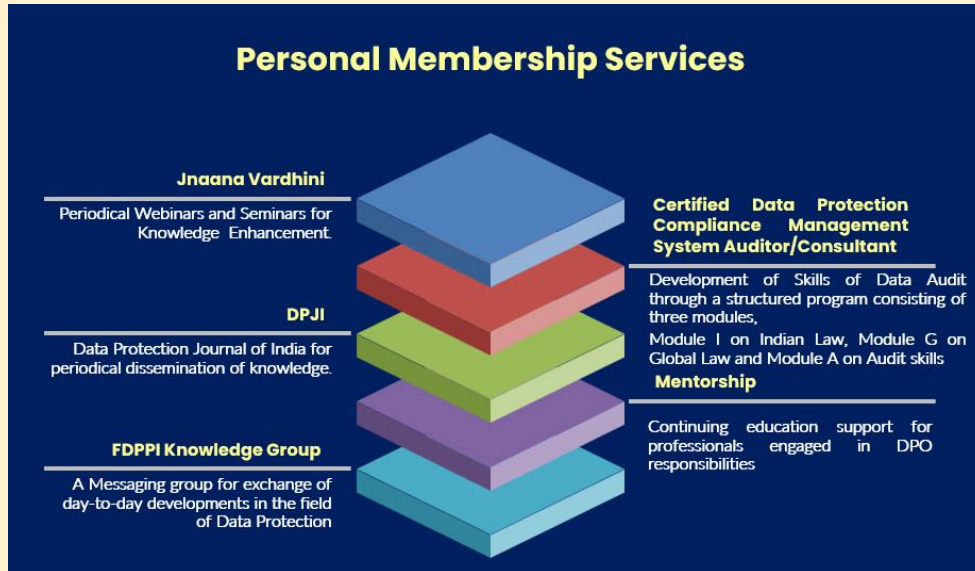 Personal Membership Services
Jnaana Vardhini
Periodical Webinars and Seminars for
Knowledge Enhancement.
Certified Data Protection
Compliance Management
System Auditor/Consultant
Development of Skills of Data Audit
through a structured program consisting of
three modules,
Module I on Indian Law, Module G on
Global Law and Module A on Audit skills
DPJI
Data Protection Journal of India for
periodical dissemination of knowledge.
Mentorship
Continuing education support for
professionals engaged in DPO
responsibilities
FDPPI Knowledge Group
A Messaging group for exchange of
day-to-day developments in the field
of Data Protection